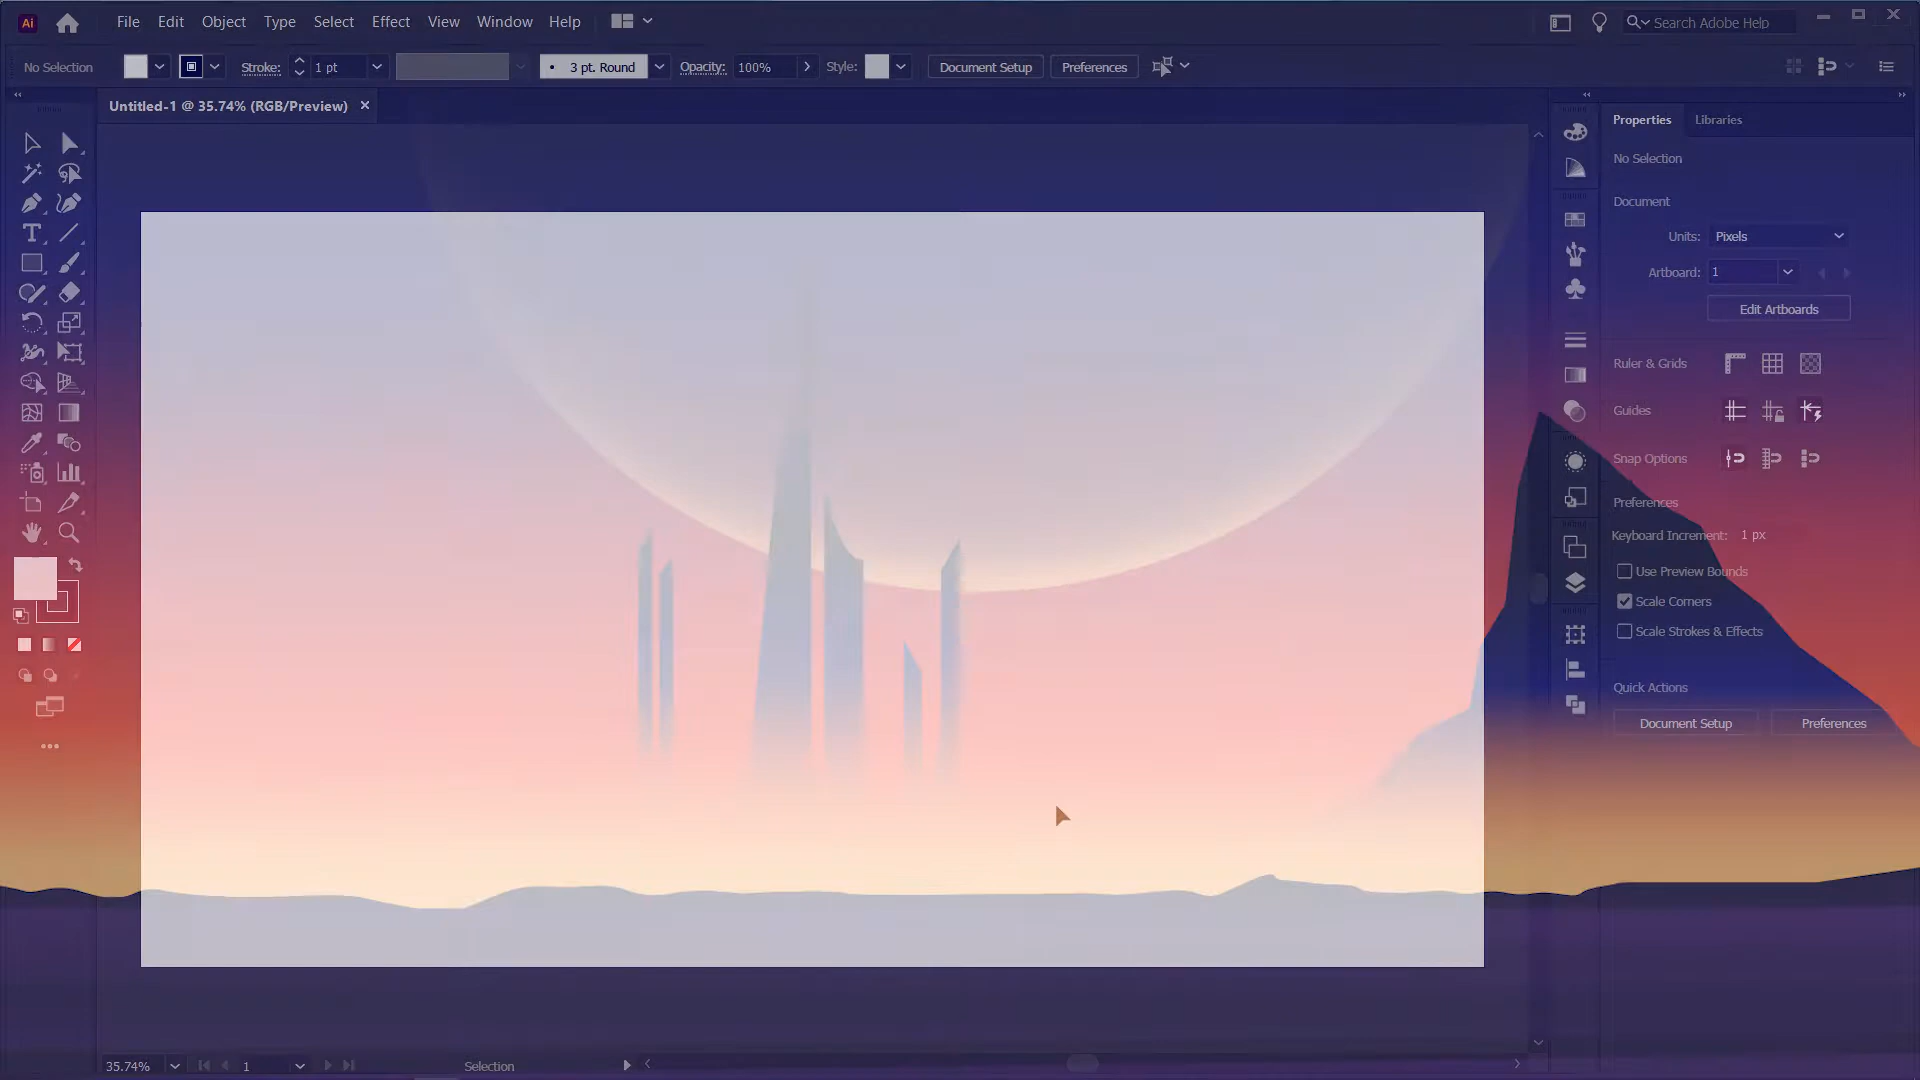 Ai File Edit Object Type Select Effect View Window Help Search Adobe Help
No Selection Stroke: 1 pt 3 pt. Round Opacity: 100% Style: Document Setup Preferences
Untitled-1 @ 35.74% (RGB/Preview)
Properties Libraries
No Selection
Document
Units: Pixels
Artboard: 1
Edit Artboards
Ruler & Grids
Guides
Snap Options
Preferences
Keyboard Increment: 1 px
Use Preview Bounds
Scale Corners
Scale Strokes & Effects
Quick Actions
Document Setup Preferences
35.74% 1 Selection